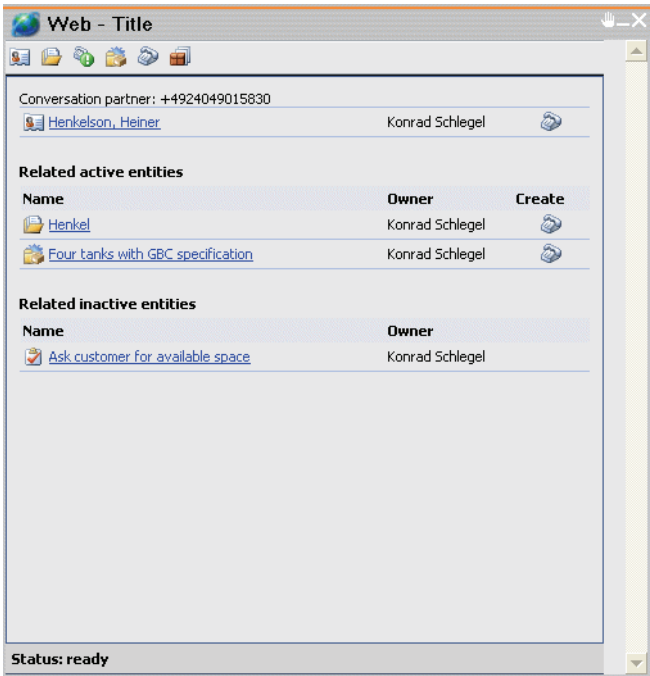 Web - Title
Conversation partner: +4924049015830
Henkelson, Heiner Konrad Schlegel
Related active entities
Name Owner Create
Henkel Konrad Schlegel
Four tanks with GBC specification Konrad Schlegel
Related inactive entities
Name Owner
Ask customer for available space Konrad Schlegel
Status: ready